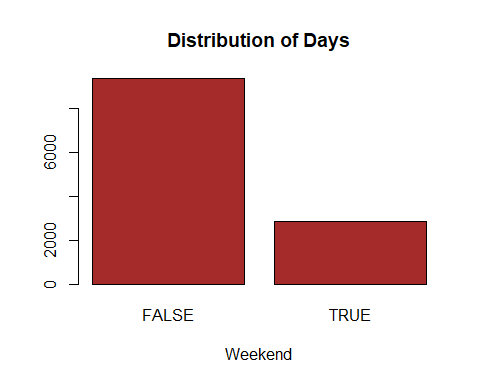 Distribution of Days
6000
2000
0
FALSE TRUE
Weekend